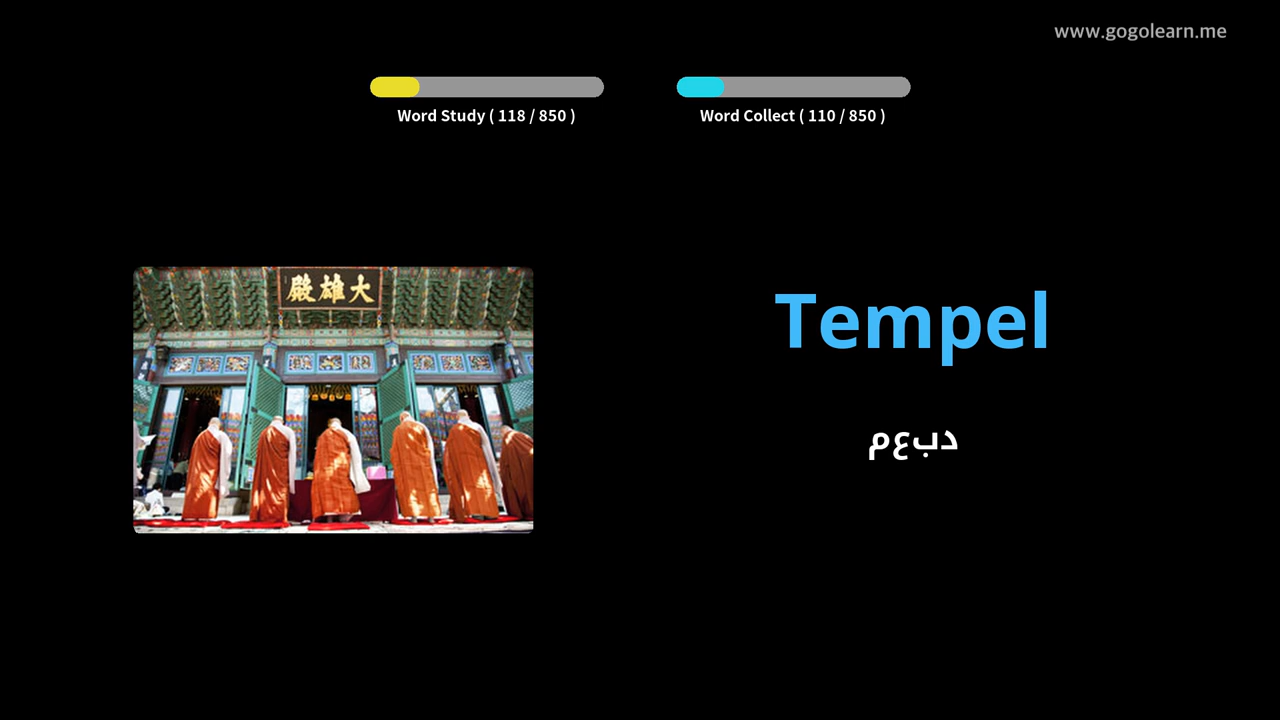 www.gogolearn.me
Word Study ( 118 / 850 )
Word Collect ( 110 / 850 )
大雄殿
Tempel
دبعم